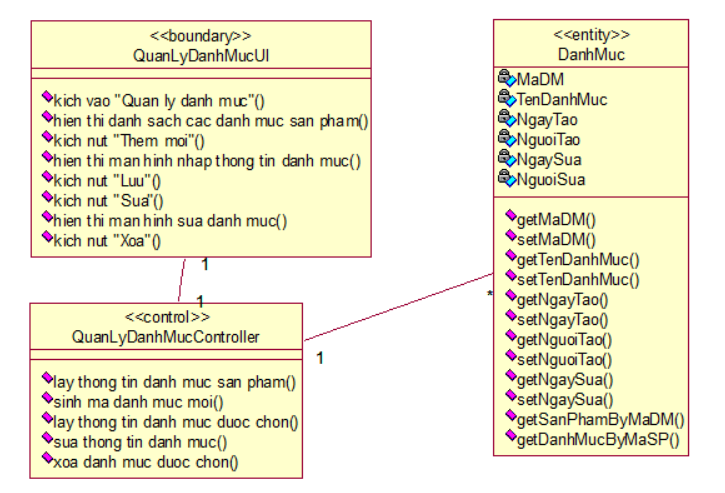 <<boundary>>
QuanLyDanhMucUI
kich vao "Quan ly danh muc"()
hien thi danh sach cac danh muc san pham()
kich nut "Them moi"()
hien thi man hinh nhap thong tin danh muc()
kich nut "Luu"()
kich nut "Sua"()
hien thi man hinh sua danh muc()
kich nut "Xoa"()
1
1
<<control>>
QuanLyDanhMucController
lay thong tin danh muc san pham()
sinh ma danh muc moi()
lay thong tin danh muc duoc chon()
sua thong tin danh muc()
xoa danh muc duoc chon()
1
*
<<entity>>
DanhMuc
MaDM
TenDanhMuc
NgayTao
NguoiTao
NgaySua
NguoiSua
getMaDM()
setMaDM()
getTenDanhMuc()
setTenDanhMuc()
getNgayTao()
setNgayTao()
getNguoiTao()
setNguoiTao()
getNgaySua()
setNgaySua()
getSanPhamByMaDM()
getDanhMucByMaSP()